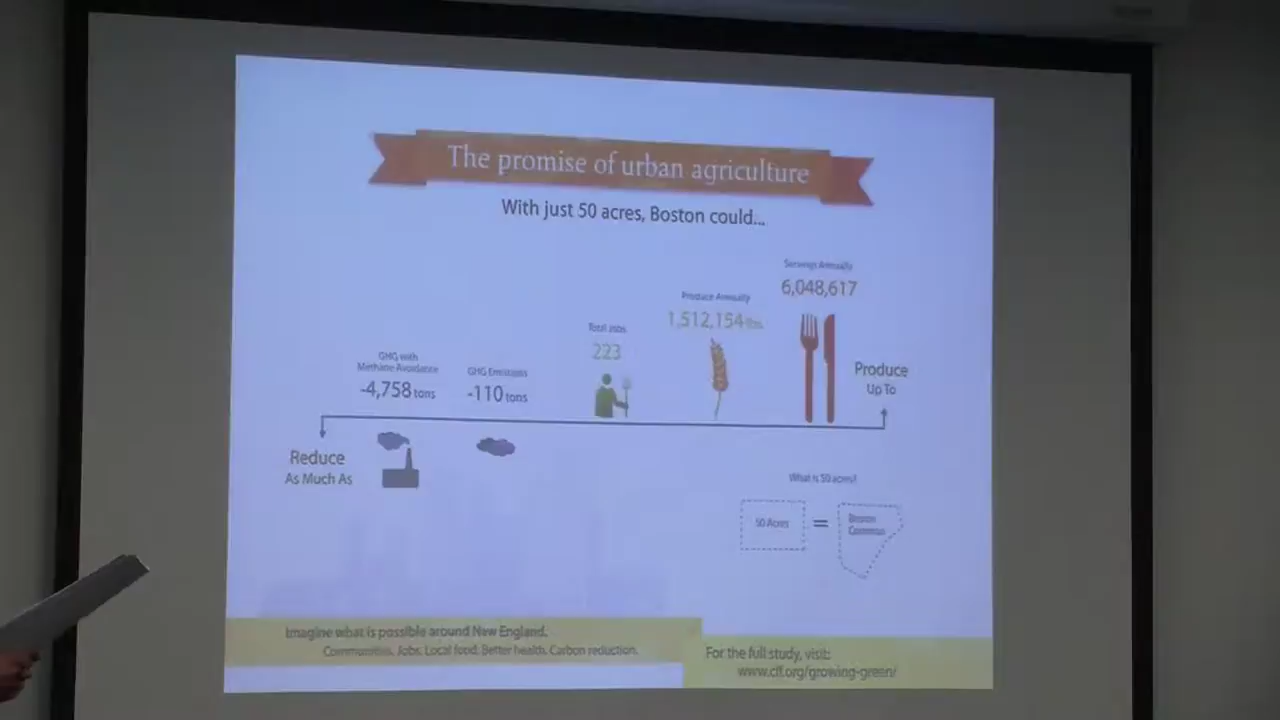 The promise of urban agriculture
With just 50 acres, Boston could...
Servings Annually
6,048,617
Produce Annually
1,512,154 lbs
Total Jobs
223
GHG with
Methane Avoidance
-4,758 tons
GHG Emissions
-110 tons
Produce
Up To
Reduce
As Much As
What is 50 acres?
50 Acres
=
Boston
Common
Imagine what is possible around New England.
Communities. Jobs. Local food. Better health. Carbon reduction.
For the full study, visit:
www.clf.org/growing-green/